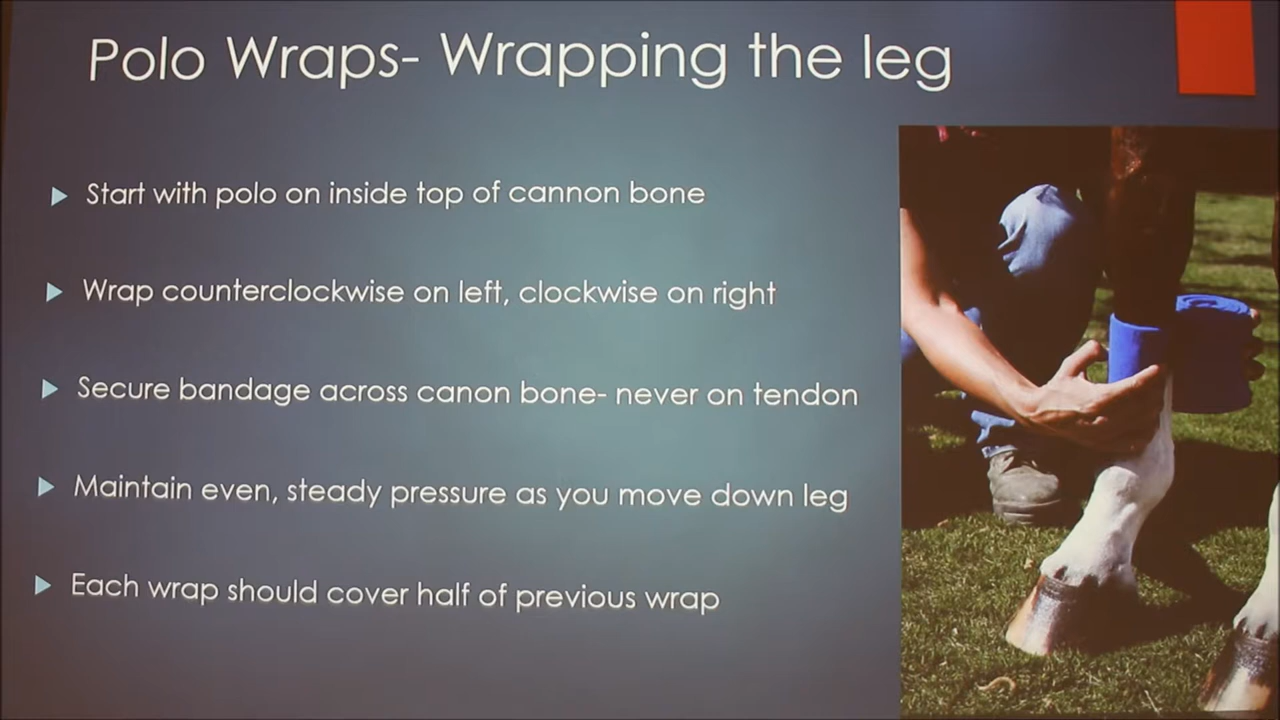 Polo Wraps- Wrapping the leg
Start with polo on inside top of cannon bone
Wrap counterclockwise on left, clockwise on right
Secure bandage across canon bone- never on tendon
Maintain even, steady pressure as you move down leg
Each wrap should cover half of previous wrap